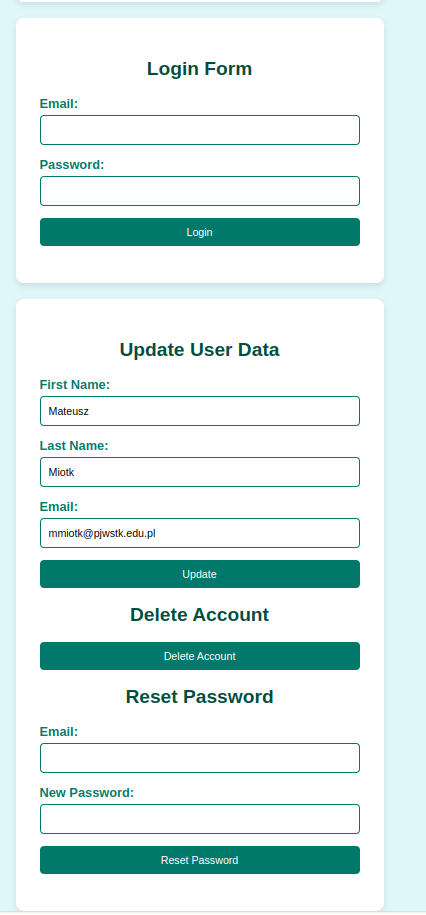 Login Form
Email:
Password:
Login
Update User Data
First Name:
Mateusz
Last Name:
Miotk
Email:
mmiotk@pjwstk.edu.pl
Update
Delete Account
Delete Account
Reset Password
Email:
New Password:
Reset Password